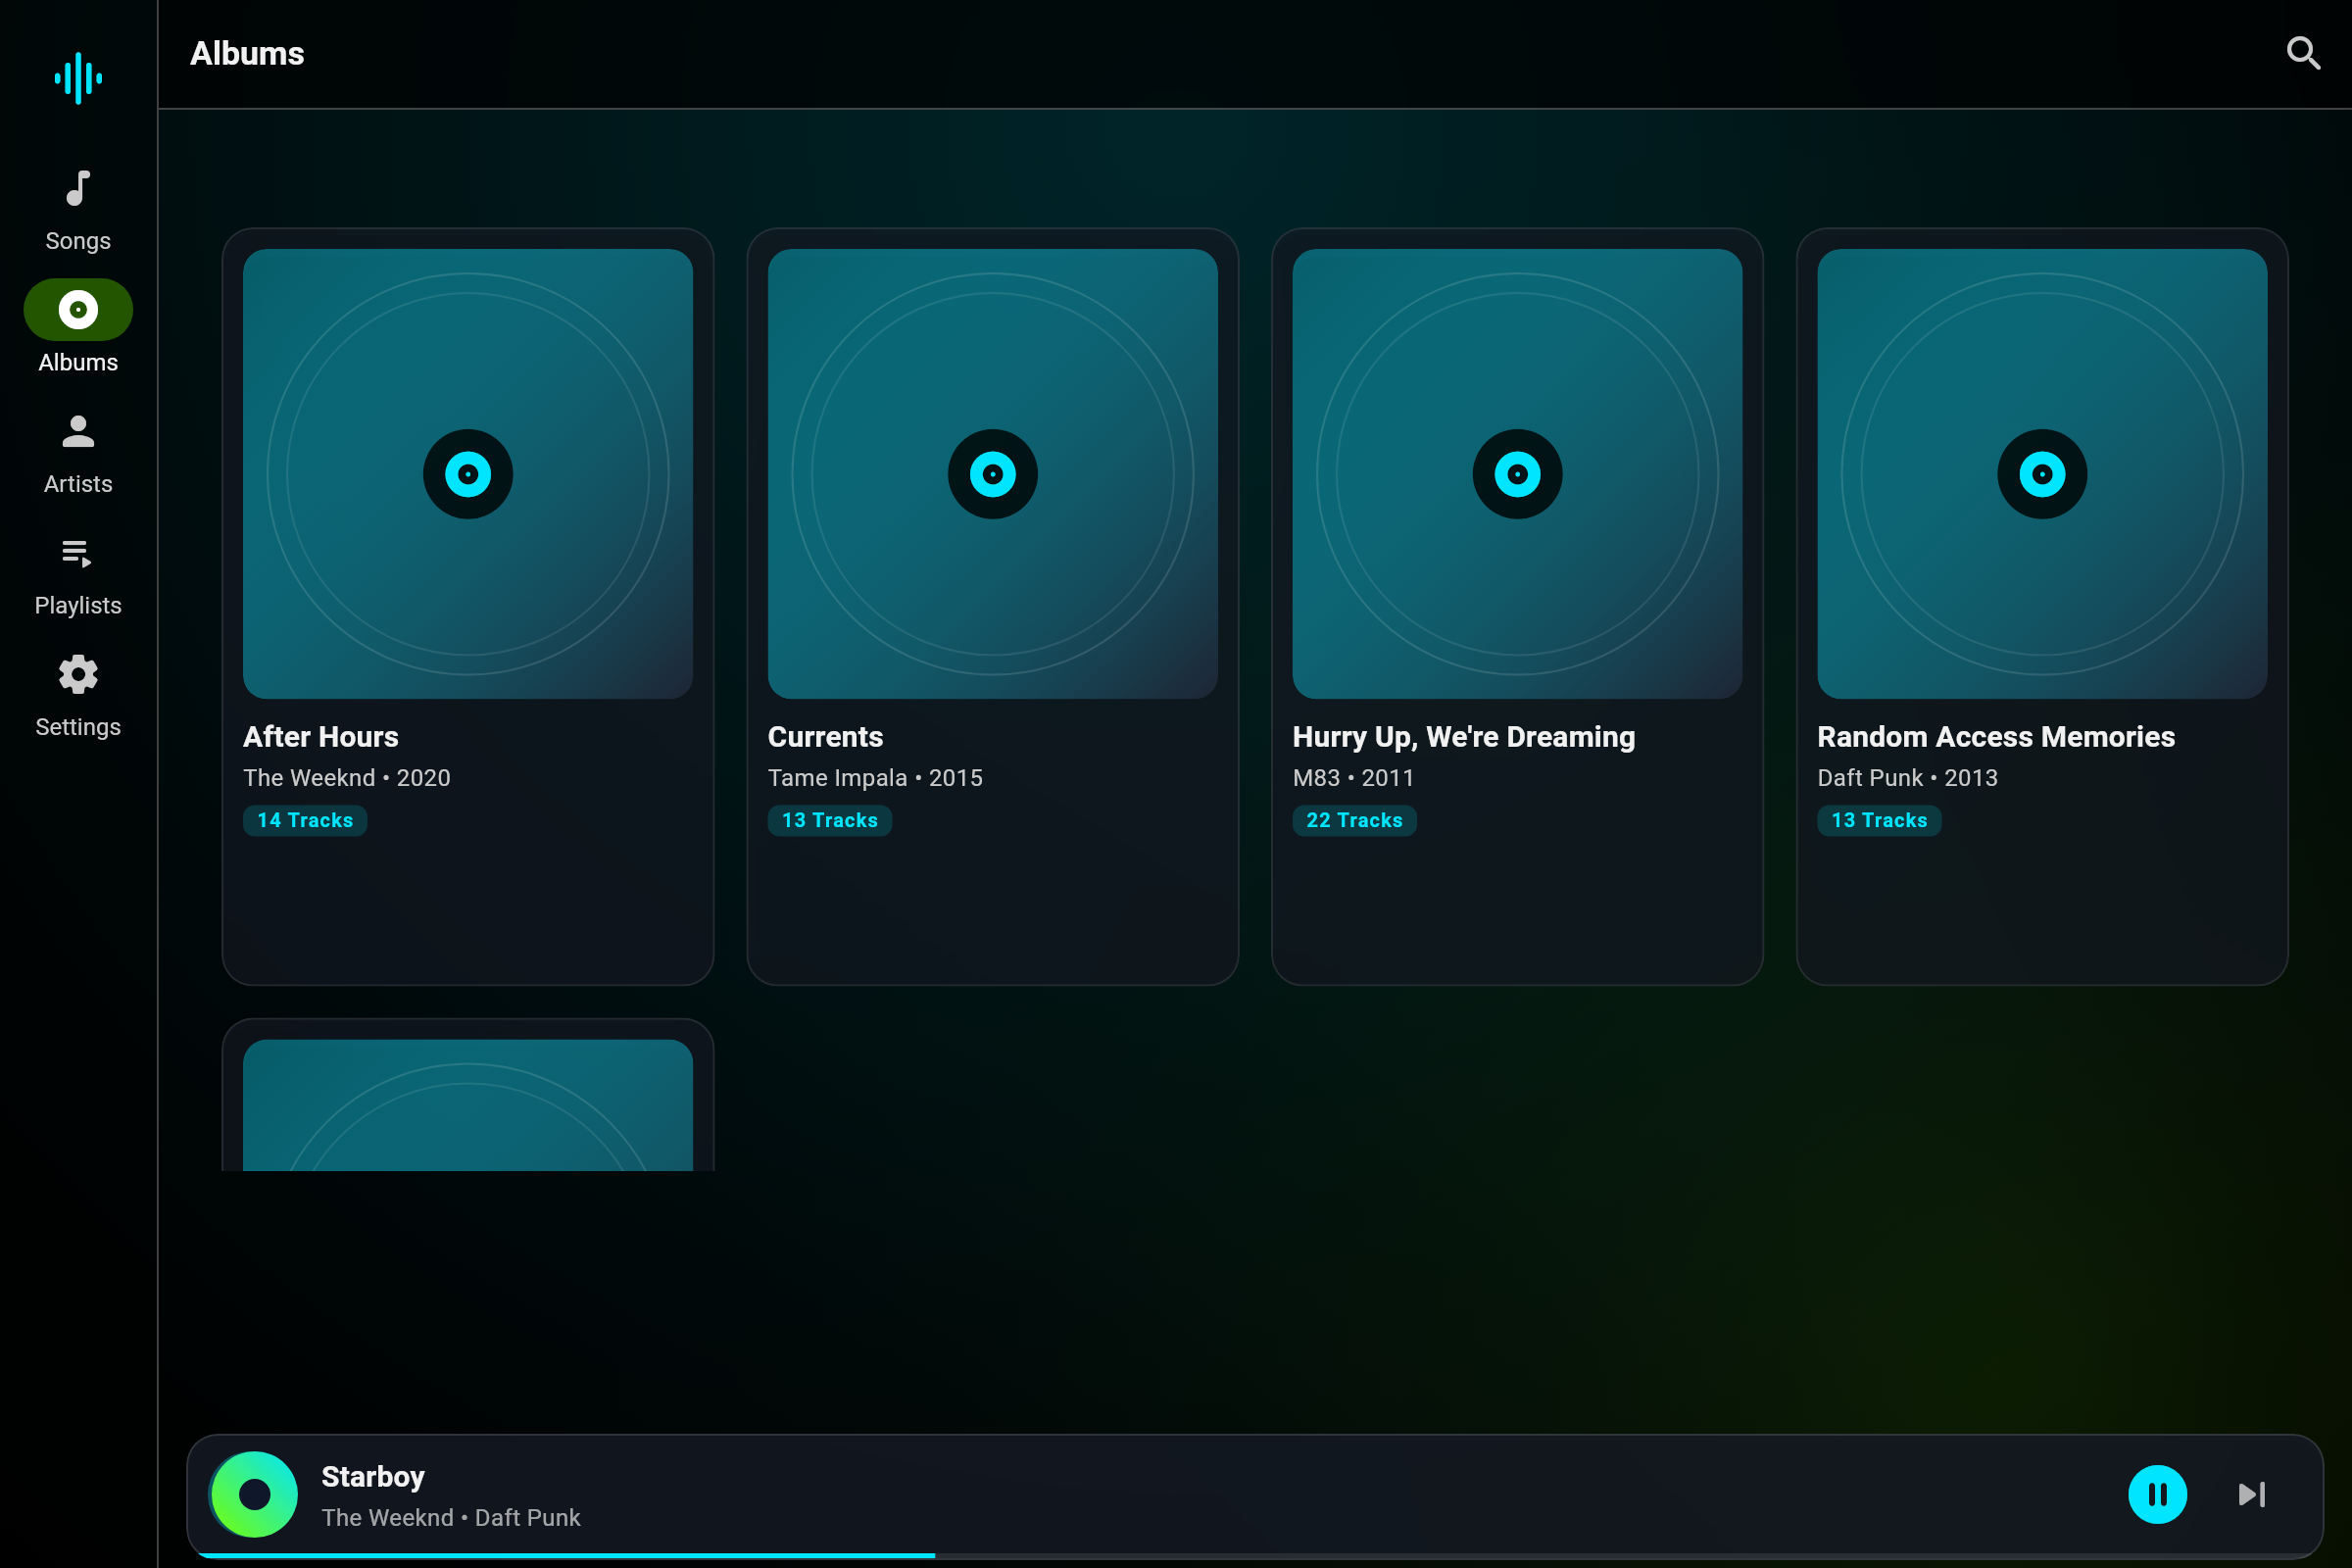 Albums
Songs
Albums
Artists
Playlists
Settings
After Hours
The Weeknd • 2020
14 Tracks
Currents
Tame Impala • 2015
13 Tracks
Hurry Up, We're Dreaming
M83 • 2011
22 Tracks
Random Access Memories
Daft Punk • 2013
13 Tracks
Starboy
The Weeknd • Daft Punk